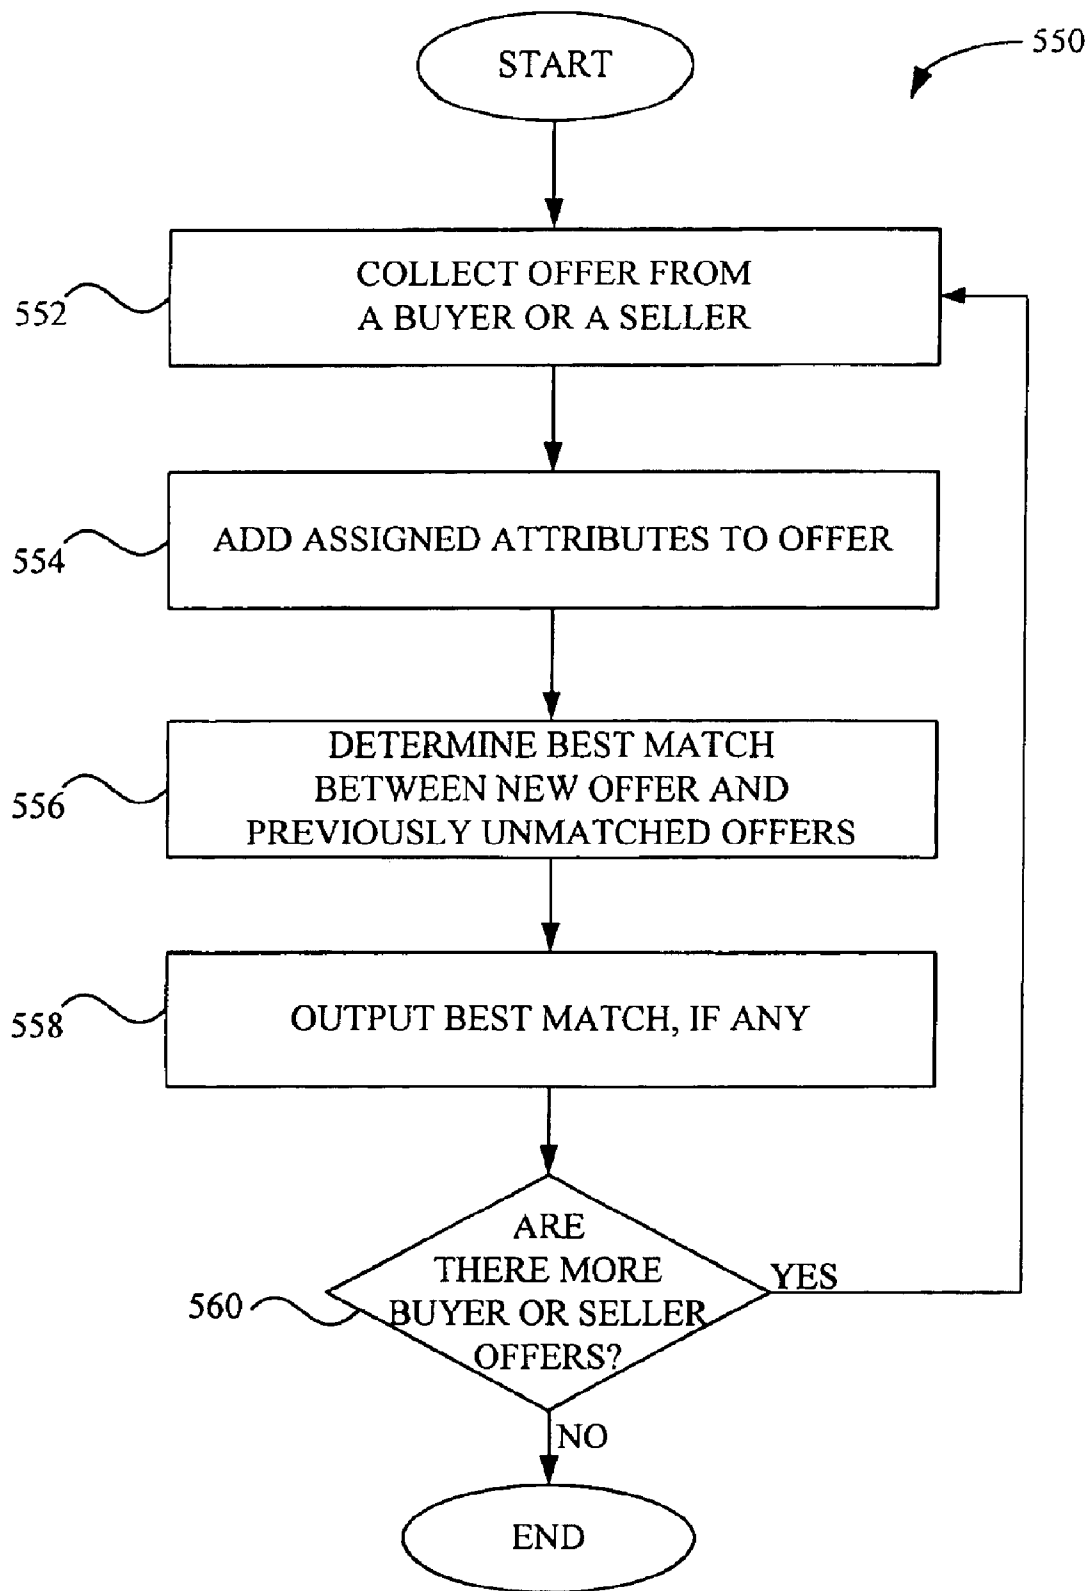 START
550
COLLECT OFFER FROM
A BUYER OR A SELLER
552
ADD ASSIGNED ATTRIBUTES TO OFFER
554
DETERMINE BEST MATCH
BETWEEN NEW OFFER AND
PREVIOUSLY UNMATCHED OFFERS
556
OUTPUT BEST MATCH, IF ANY
558
ARE
THERE MORE
BUYER OR SELLER
OFFERS?
YES
560
NO
END